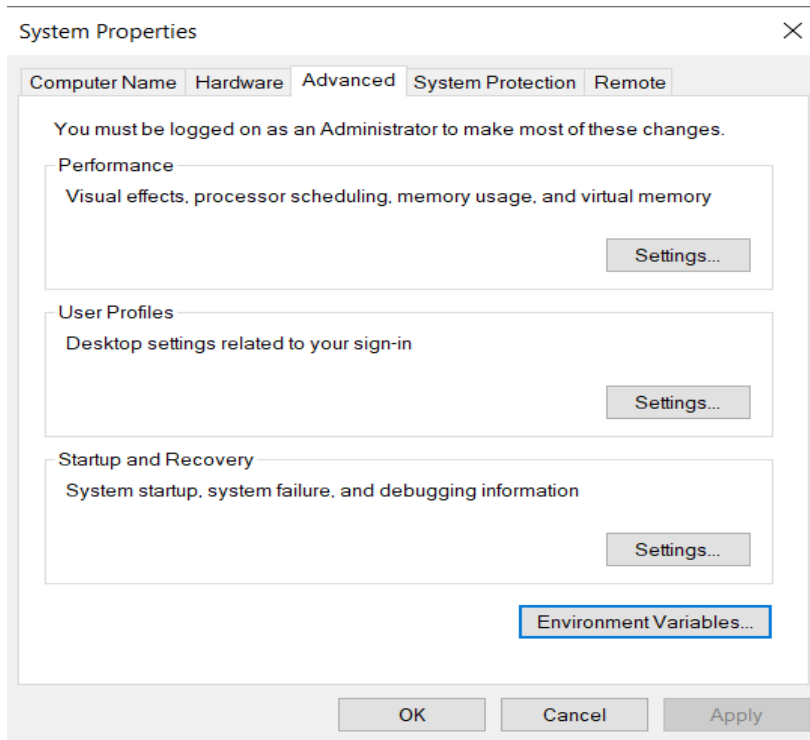 System Properties
Computer Name Hardware Advanced System Protection Remote
You must be logged on as an Administrator to make most of these changes.
Performance
Visual effects, processor scheduling, memory usage, and virtual memory
Settings...
User Profiles
Desktop settings related to your sign-in
Settings...
Startup and Recovery
System startup, system failure, and debugging information
Settings...
Environment Variables...
OK Cancel Apply